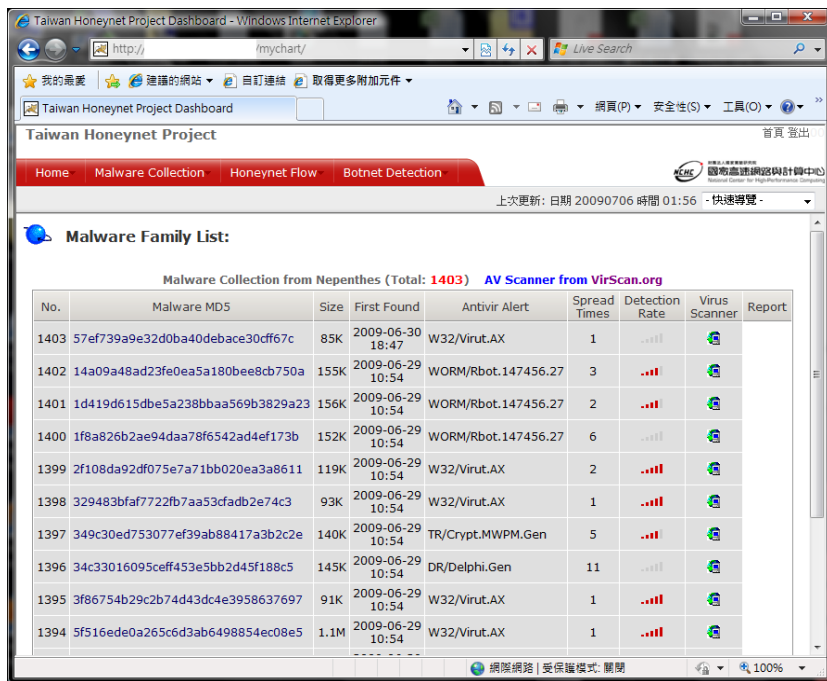 Taiwan Honeynet Project Dashboard - Windows Internet Explorer
http:// /mychart/
Live Search
我的最愛 建議的網站 自訂連結 取得更多附加元件
Taiwan Honeynet Project Dashboard 網頁(P) 安全性(S) 工具(O) »
Taiwan Honeynet Project 首頁 登出
Home Malware Collection Honeynet Flow Botnet Detection NCHC 國家高速網路與計算中心
National Center for High-Performance Computing
上次更新: 日期 20090706 時間 01:56 - 快速導覽 -
Malware Family List:
Malware Collection from Nepenthes (Total: 1403) AV Scanner from VirScan.org
No. Malware MD5 Size First Found Antivir Alert Spread Times Detection Rate Virus Scanner Report
1403 57ef739a9e32d0ba40debace30cff67c 85K 2009-06-30 18:47 W32/Virut.AX 1
1402 14a09a48ad23fe0ea5a180bee8cb750a 155K 2009-06-29 10:54 WORM/Rbot.147456.27 3
1401 1d419d615dbe5a238bbaa569b3829a23 156K 2009-06-29 10:54 WORM/Rbot.147456.27 2
1400 1f8a826b2ae94daa78f6542ad4ef173b 152K 2009-06-29 10:54 WORM/Rbot.147456.27 6
1399 2f108da92df075e7a71bb020ea3a8611 119K 2009-06-29 10:54 W32/Virut.AX 2
1398 329483bfaf7722fb7aa53cfadb2e74c3 93K 2009-06-29 10:54 W32/Virut.AX 1
1397 349c30ed753077ef39ab88417a3b2c2e 140K 2009-06-29 10:54 TR/Crypt.MWPM.Gen 5
1396 34c33016095ceff453e5bb2d45f188c5 145K 2009-06-29 10:54 DR/Delphi.Gen 11
1395 3f86754b29c2b74d43dc4e3958637697 91K 2009-06-29 10:54 W32/Virut.AX 1
1394 5f516ede0a265c6d3ab6498854ec08e5 1.1M 2009-06-29 10:54 W32/Virut.AX 1
網際網路 | 受保護模式: 關閉 100%